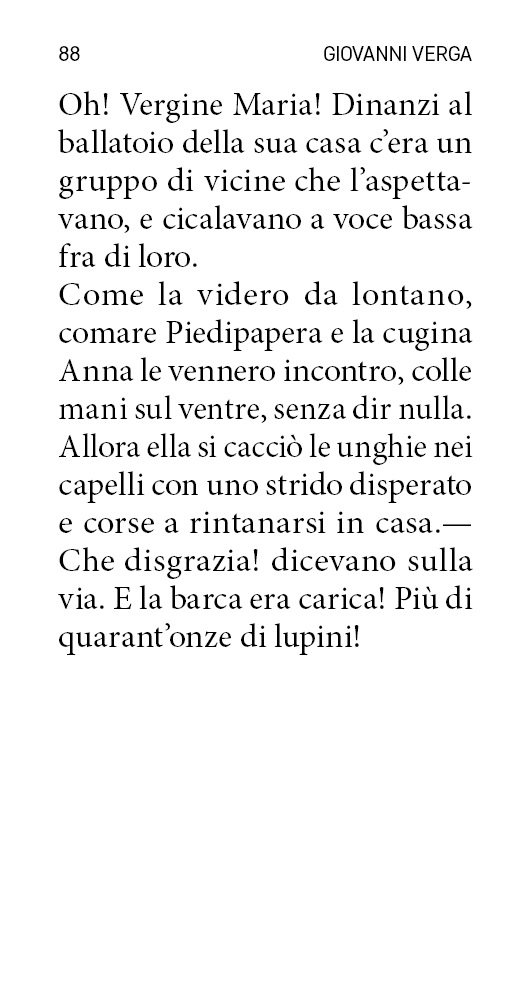 88 GIOVANNI VERGA
Oh! Vergine Maria! Dinanzi al
ballatoio della sua casa c’era un
gruppo di vicine che l’aspetta-
vano, e cicalavano a voce bassa
fra di loro.
Come la videro da lontano,
comare Piedipapera e la cugina
Anna le vennero incontro, colle
mani sul ventre, senza dir nulla.
Allora ella si cacciò le unghie nei
capelli con uno strido disperato
e corse a rintanarsi in casa.—
Che disgrazia! dicevano sulla
via. E la barca era carica! Più di
quarant’onze di lupini!